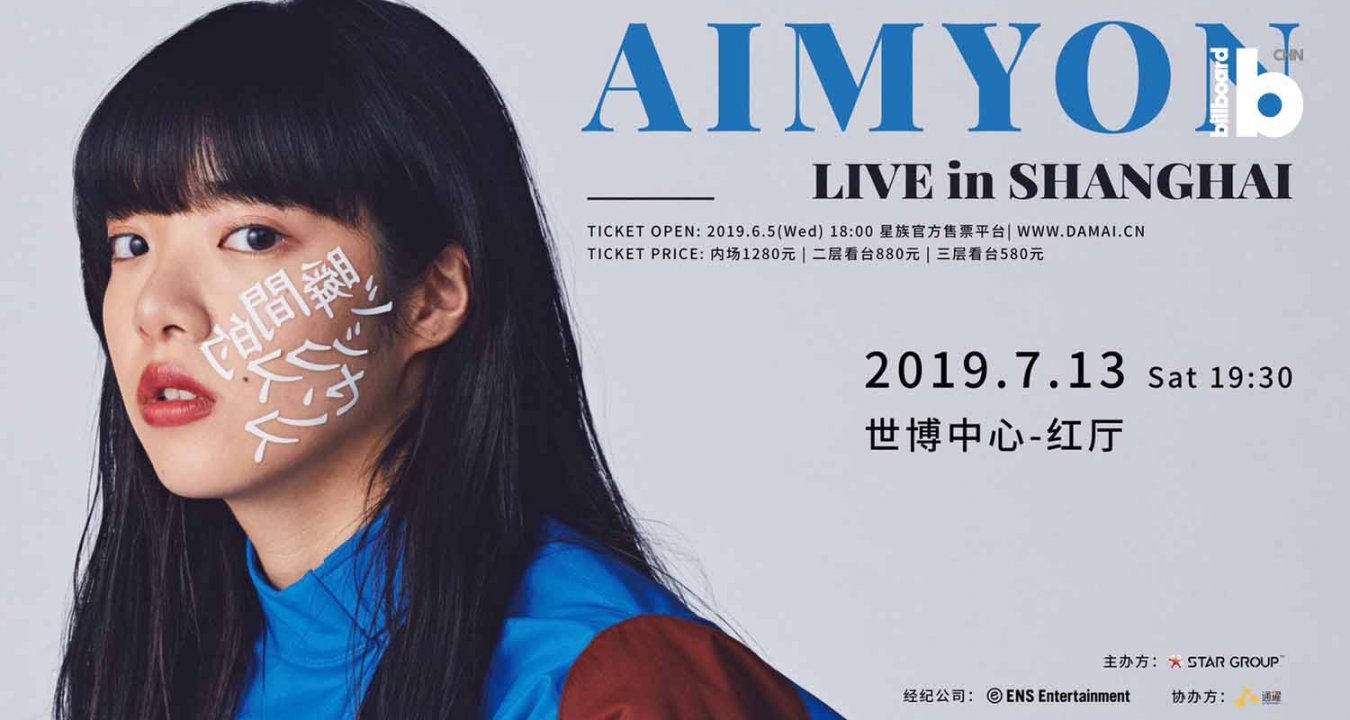 AIMYON
billboard
CHN
b
LIVE in SHANGHAI
TICKET OPEN: 2019.6.5(Wed) 18:00 星族官方售票平台| WWW.DAMAI.CN
TICKET PRICE: 内场1280元 | 二层看台880元 | 三层看台580元
瞬間的
シックス
センス
2019.7.13 Sat 19:30
世博中心-红厅
主办方： STAR GROUP™
经纪公司： ENS Entertainment 协办方： 通耀